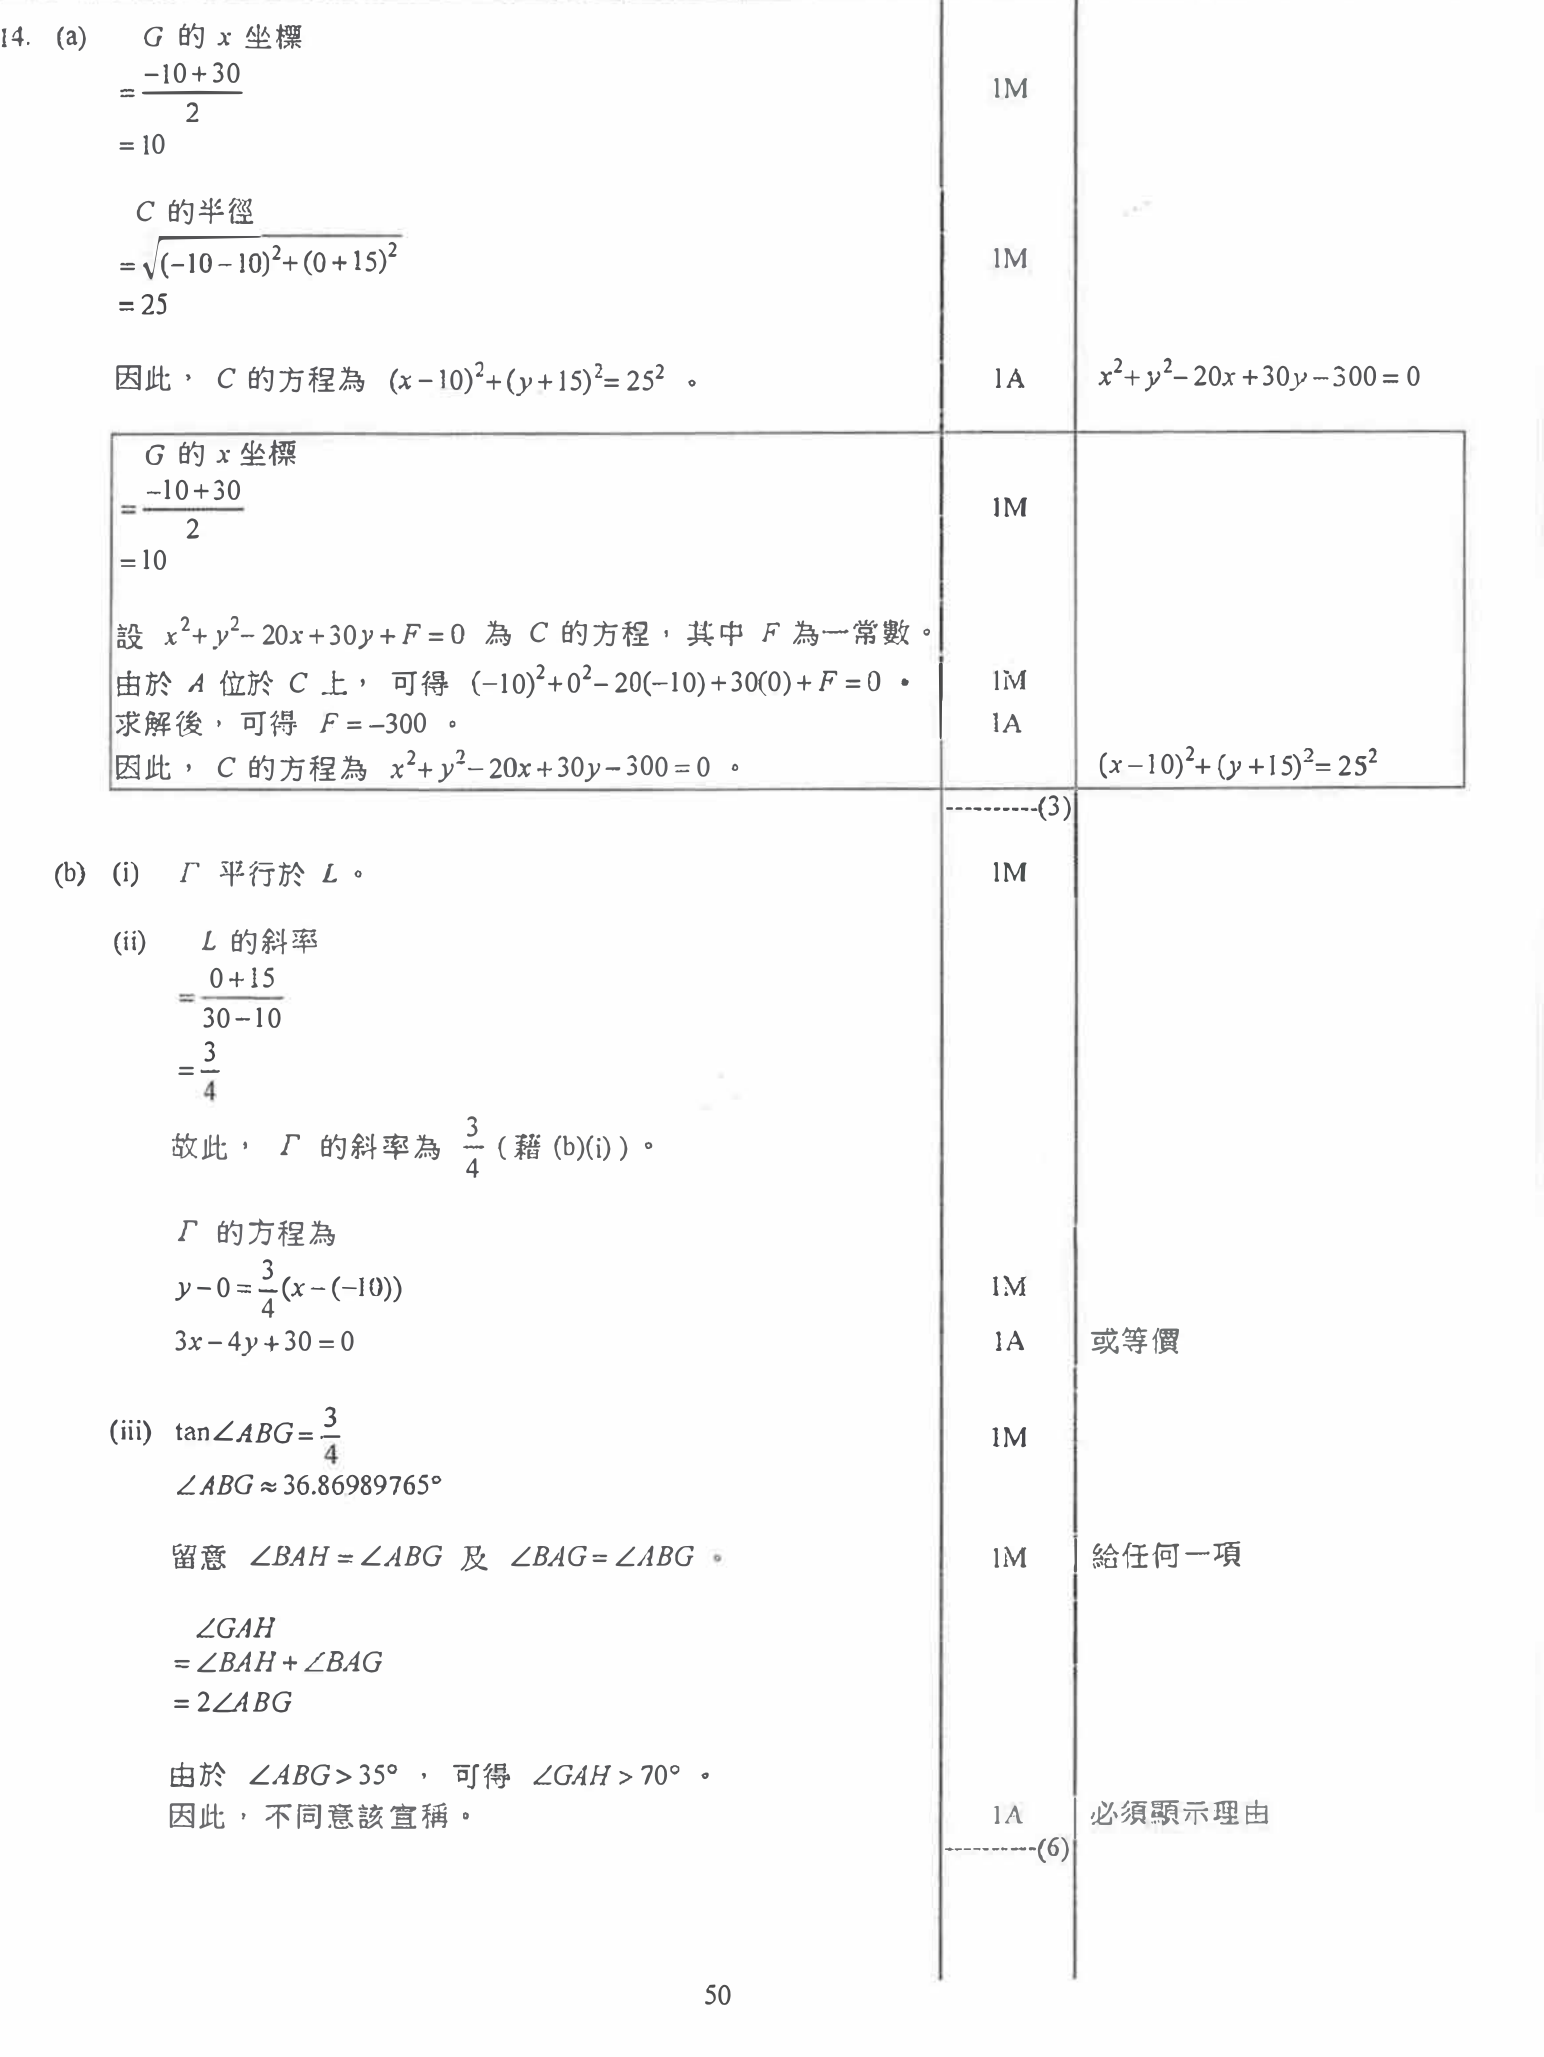 14. (a) G 的 x 坐標
= (-10+30)/2 1M
= 10
C 的半徑
= √((-10-10)²+(0+15)²) 1M
= 25
因此， C 的方程為 (x-10)²+(y+15)²= 25² 。 1A x²+y²-20x+30y-300=0
G 的 x 坐標
= (-10+30)/2 1M
= 10
設 x²+y²-20x+30y+F=0 為 C 的方程，其中 F 為一常數。
由於 A 位於 C 上， 可得 (-10)²+0²-20(-10)+30(0)+F=0 。 1M
求解後，可得 F=-300 。 1A
因此， C 的方程為 x²+y²-20x+30y-300=0 。 (x-10)²+(y+15)²=25²
----------(3)
(b) (i) Γ 平行於 L 。 1M
(ii) L 的斜率
= (0+15)/(30-10)
= 3/4
故此， Γ 的斜率為 3/4 ( 藉 (b)(i) ) 。
Γ 的方程為
y-0= 3/4 (x-(-10)) 1M
3x-4y+30=0 1A 或等價
(iii) tan∠ABG= 3/4 1M
∠ABG≈36.86989765°
留意 ∠BAH=∠ABG 及 ∠BAG=∠ABG 。 1M 給任何一項
∠GAH
=∠BAH+∠BAG
=2∠ABG
由於 ∠ABG>35° ， 可得 ∠GAH>70° 。
因此，不同意該宣稱。 1A 必須顯示理由
----------(6)
50